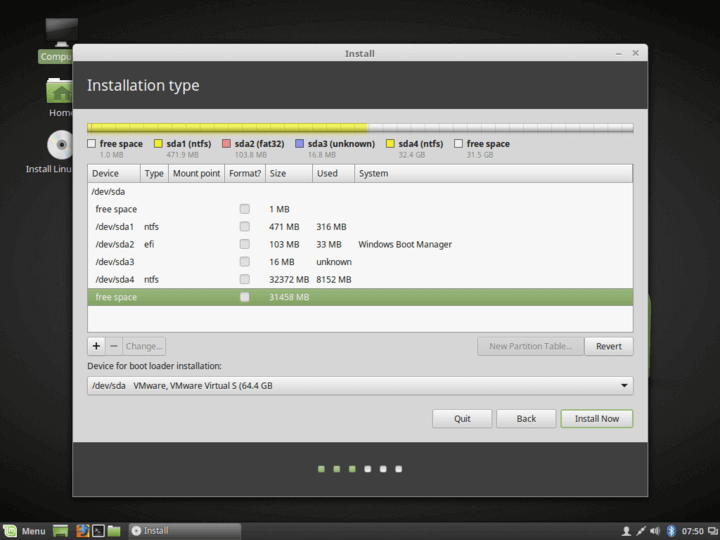 Install
Compu
Home
Install Linu
Installation type
free space sda1 (ntfs) sda2 (fat32) sda3 (unknown) sda4 (ntfs) free space
1.0 MB 471.9 MB 103.8 MB 16.8 MB 32.4 GB 31.5 GB
Device Type Mount point Format? Size Used System
/dev/sda
free space 1 MB
/dev/sda1 ntfs 471 MB 316 MB
/dev/sda2 efi 103 MB 33 MB Windows Boot Manager
/dev/sda3 16 MB unknown
/dev/sda4 ntfs 32372 MB 8152 MB
free space 31458 MB
+ − Change... New Partition Table... Revert
Device for boot loader installation:
/dev/sda VMware, VMware Virtual S (64.4 GB
Quit Back Install Now
Menu Install 07:50